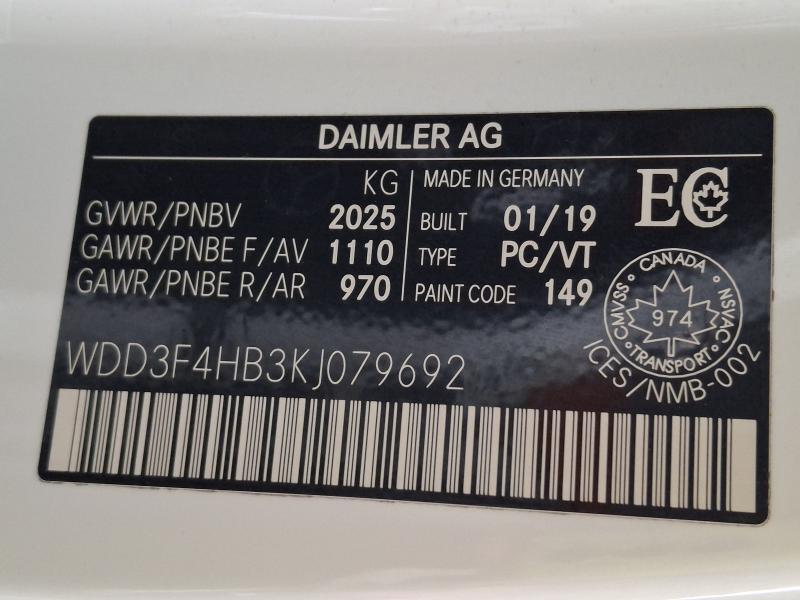 DAIMLER AG
KG
GVWR/PNBV 2025
GAWR/PNBE F/AV 1110
GAWR/PNBE R/AR 970
MADE IN GERMANY
BUILT 01/19
TYPE PC/VT
PAINT CODE 149
EC
CANADA
CMVSS
NSVAC
974
TRANSPORT
ICES/NMB-002
WDD3F4HB3KJ079692